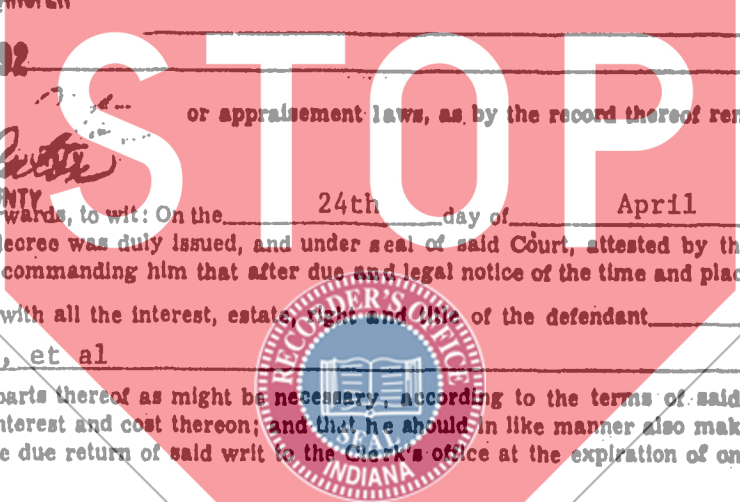 STOP
or appraisement laws, as by the record thereof ren
NTY
wards, to wit: On the 24th day of April
decree was duly issued, and under seal of said Court, attested by th
commanding him that after due and legal notice of the time and plac
with all the interest, estate, right and title of the defendant
, et al
parts thereof as might be necessary, according to the terms of said
nterest and cost thereon; and that he should in like manner also mak
e due return of said writ to the Clerk's office at the expiration of on
RECORDER'S OFFICE
SEAL
INDIANA